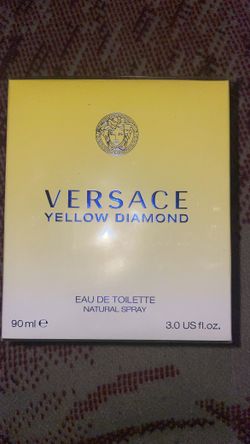 VERSACE
YELLOW DIAMOND
EAU DE TOILETTE
NATURAL SPRAY
90 ml ℮ 3.0 US fl.oz.